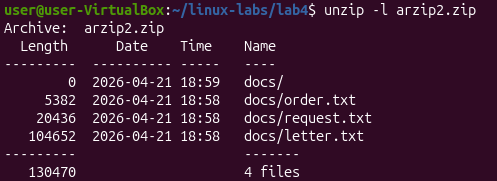 user@user-VirtualBox:~/linux-labs/lab4$ unzip -l arzip2.zip
Archive:  arzip2.zip
  Length      Date    Time    Name
---------  ---------- -----   ----
        0  2026-04-21 18:59   docs/
     5382  2026-04-21 18:58   docs/order.txt
    20436  2026-04-21 18:58   docs/request.txt
   104652  2026-04-21 18:58   docs/letter.txt
---------                     -------
   130470                     4 files